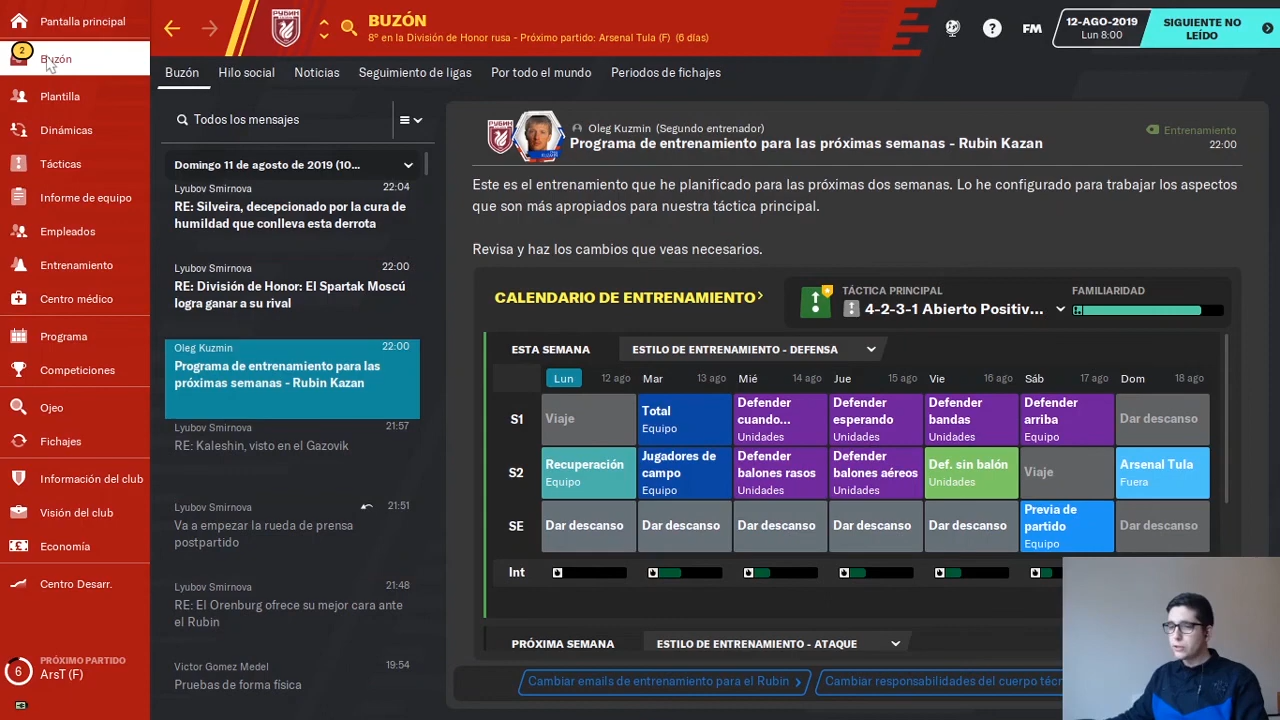 Pantalla principal
2
Buzón
Plantilla
Dinámicas
Tácticas
Informe de equipo
Empleados
Entrenamiento
Centro médico
Programa
Competiciones
Ojeo
Fichajes
Información del club
Visión del club
Economía
Centro Desarr.
PRÓXIMO PARTIDO
6
ArsT (F)
РУБИН
BUZÓN
8º en la División de Honor rusa - Próximo partido: Arsenal Tula (F) (6 días)
?
FM
12-AGO-2019
Lun 8:00
SIGUIENTE NO LEÍDO
Buzón
Hilo social
Noticias
Seguimiento de ligas
Por todo el mundo
Periodos de fichajes
Todos los mensajes
Domingo 11 de agosto de 2019 (10...
Lyubov Smirnova 22:04
RE: Silveira, decepcionado por la cura de
humildad que conlleva esta derrota
Lyubov Smirnova 22:00
RE: División de Honor: El Spartak Moscú
logra ganar a su rival
Oleg Kuzmin 22:00
Programa de entrenamiento para las
próximas semanas - Rubin Kazan
Lyubov Smirnova 21:57
RE: Kaleshin, visto en el Gazovik
Lyubov Smirnova 21:51
Va a empezar la rueda de prensa
postpartido
Lyubov Smirnova 21:48
RE: El Orenburg ofrece su mejor cara ante
el Rubin
Victor Gomez Medel 19:54
Pruebas de forma física
Oleg Kuzmin (Segundo entrenador)
Programa de entrenamiento para las próximas semanas - Rubin Kazan
Entrenamiento
22:00
Este es el entrenamiento que he planificado para las próximas dos semanas. Lo he configurado para trabajar los aspectos
que son más apropiados para nuestra táctica principal.
Revisa y haz los cambios que veas necesarios.
CALENDARIO DE ENTRENAMIENTO
TÁCTICA PRINCIPAL
4-2-3-1 Abierto Positiv...
FAMILIARIDAD
ESTA SEMANA
ESTILO DE ENTRENAMIENTO - DEFENSA
Lun 12 ago Mar 13 ago Mié 14 ago Jue 15 ago Vie 16 ago Sáb 17 ago Dom 18 ago
S1
Viaje
Total
Equipo
Defender
cuando...
Unidades
Defender
esperando
Unidades
Defender
bandas
Unidades
Defender
arriba
Equipo
Dar descanso
S2
Recuperación
Equipo
Jugadores de
campo
Equipo
Defender
balones rasos
Unidades
Defender
balones aéreos
Unidades
Def. sin balón
Unidades
Viaje
Arsenal Tula
Fuera
SE
Dar descanso
Dar descanso
Dar descanso
Dar descanso
Dar descanso
Previa de
partido
Equipo
Dar descanso
Int
PRÓXIMA SEMANA
ESTILO DE ENTRENAMIENTO - ATAQUE
Cambiar emails de entrenamiento para el Rubin
Cambiar responsabilidades del cuerpo técn